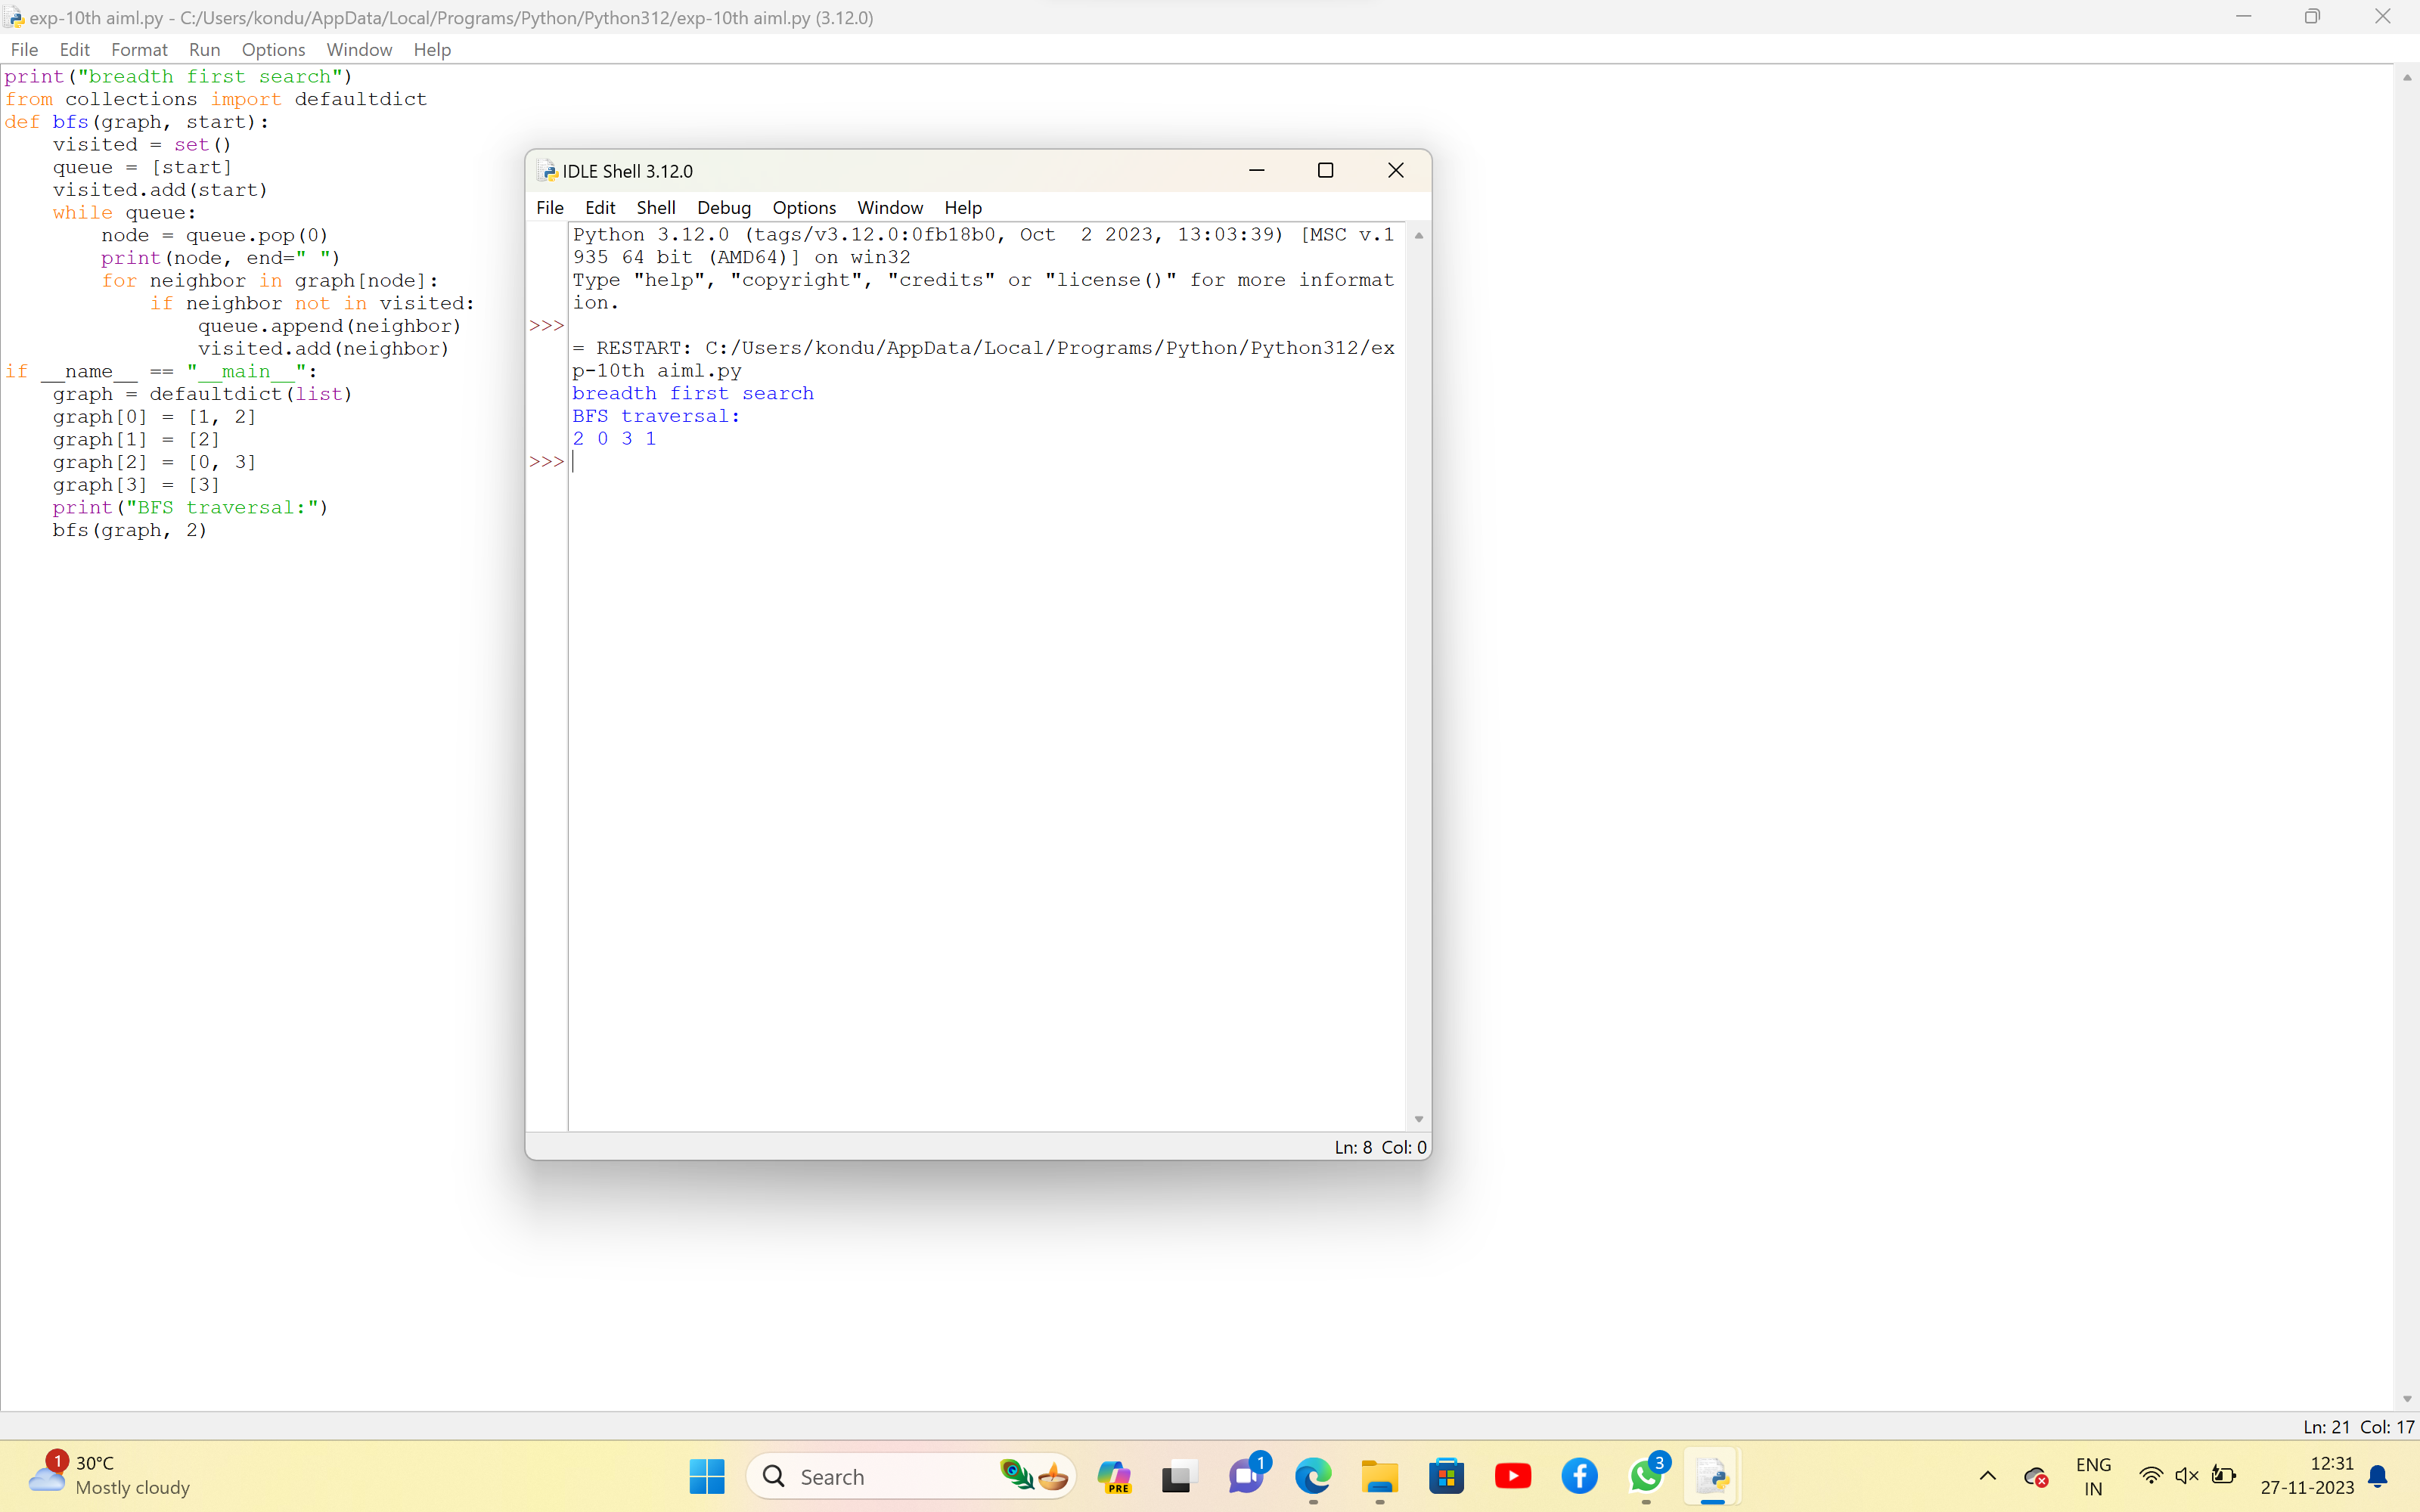 exp-10th aiml.py - C:/Users/kondu/AppData/Local/Programs/Python/Python312/exp-10th aiml.py (3.12.0)
File Edit Format Run Options Window Help
print("breadth first search")
from collections import defaultdict
def bfs(graph, start):
    visited = set()
    queue = [start]
    visited.add(start)
    while queue:
        node = queue.pop(0)
        print(node, end=" ")
        for neighbor in graph[node]:
            if neighbor not in visited:
                queue.append(neighbor)
                visited.add(neighbor)
if __name__ == "__main__":
    graph = defaultdict(list)
    graph[0] = [1, 2]
    graph[1] = [2]
    graph[2] = [0, 3]
    graph[3] = [3]
    print("BFS traversal:")
    bfs(graph, 2)
IDLE Shell 3.12.0
File Edit Shell Debug Options Window Help
Python 3.12.0 (tags/v3.12.0:0fb18b0, Oct  2 2023, 13:03:39) [MSC v.1
935 64 bit (AMD64)] on win32
Type "help", "copyright", "credits" or "license()" for more informat
ion.
>>>
= RESTART: C:/Users/kondu/AppData/Local/Programs/Python/Python312/ex
p-10th aiml.py
breadth first search
BFS traversal:
2 0 3 1
>>>
Ln: 8 Col: 0
Ln: 21 Col: 17
1
30°C
Mostly cloudy
Search
PRE
1
3
ENG
IN
12:31
27-11-2023